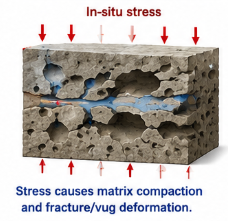 In-situ stress
Stress causes matrix compaction
and fracture/vug deformation.